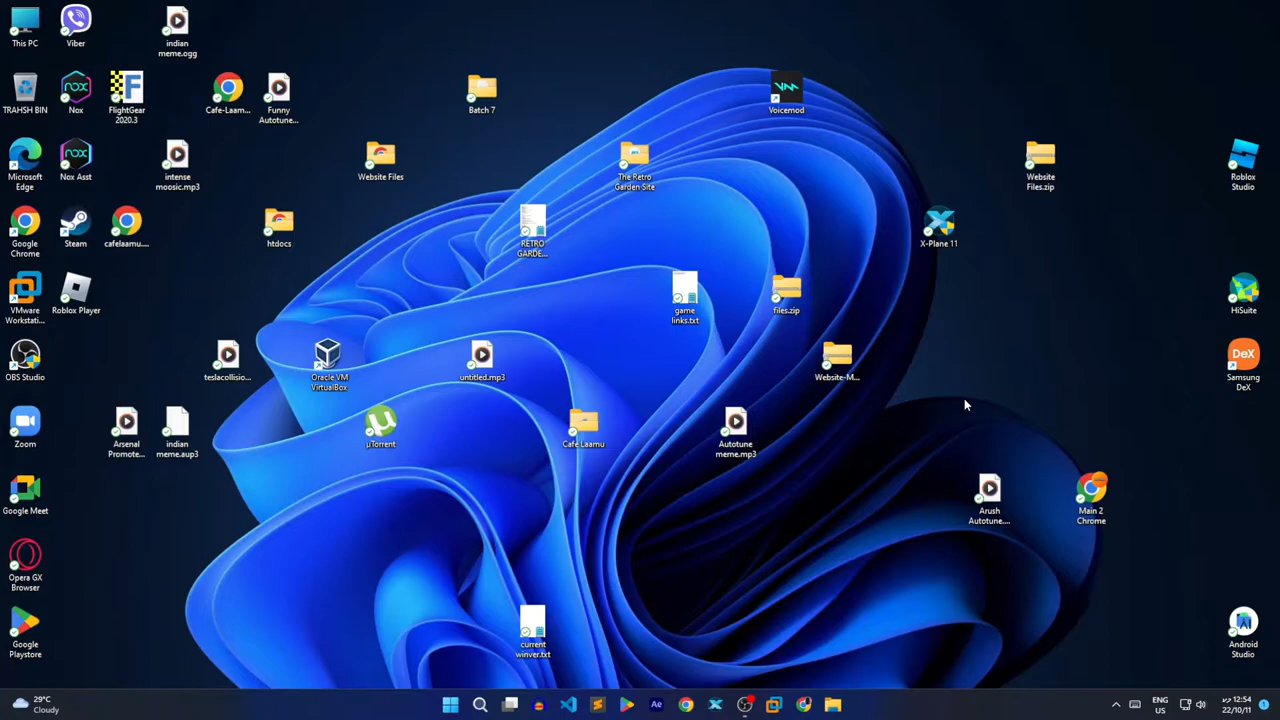 This PC
Viber
indian
meme.ogg
TRAHSH BIN
Nox
FlightGear
2020.3
Cafe-Laam...
Funny
Autotune...
Batch 7
Voicemod
Microsoft
Edge
Nox Asst
intense
moosic.mp3
Website Files
The Retro
Garden Site
Website
Files.zip
Roblox
Studio
Google
Chrome
Steam
cafelaamu....
htdocs
RETRO
GARDE...
X-Plane 11
VMware
Workstati...
Roblox Player
game
links.txt
files.zip
HiSuite
OBS Studio
teslacollisio...
Oracle VM
VirtualBox
untitled.mp3
Website-M...
DeX
Samsung
DeX
Zoom
Arsenal
Promote...
indian
meme.aup3
µTorrent
Cafe Laamu
Autotune
meme.mp3
Google Meet
Arush
Autotune....
Main 2
Chrome
Opera GX
Browser
Google
Playstore
current
winver.txt
Android
Studio
29°C
Cloudy
Ae
ENG
US
12:54
22/10/11